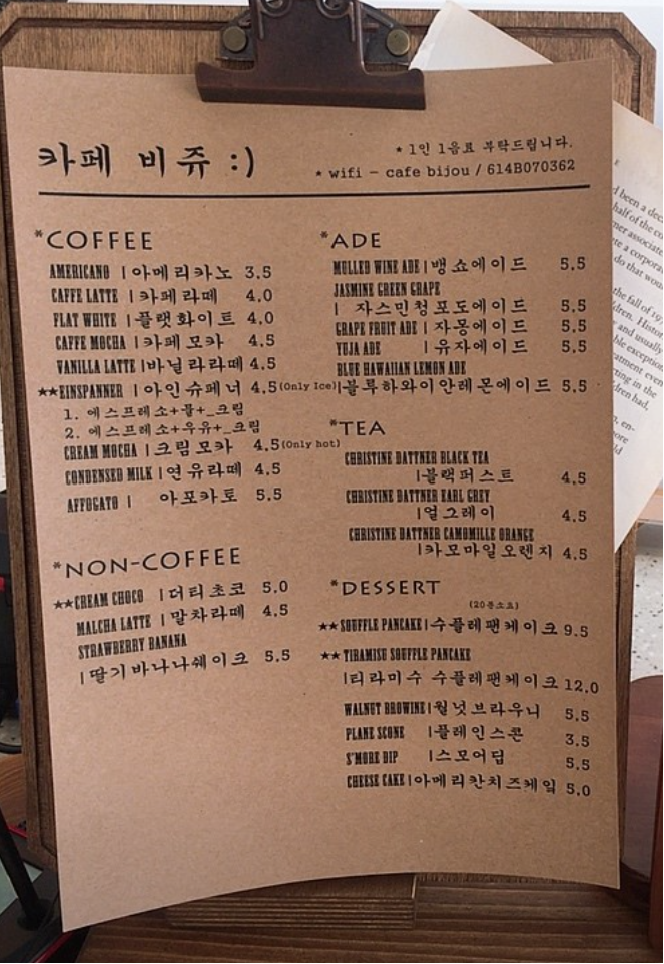 카페 비쥬 :)
* 1인 1음료 부탁드립니다.
* wifi - cafe bijou / 614B070362
*COFFEE
AMERICANO | 아메리카노 3.5
CAFFE LATTE | 카페라떼 4.0
FLAT WHITE | 플랫화이트 4.0
CAFFE MOCHA | 카페모카 4.5
VANILLA LATTE | 바닐라라떼 4.5
★★EINSPANNER | 아인슈페너 4.5(Only Ice)
1. 에스프레소+물+_크림
2. 에스프레소+우유+_크림
CREAM MOCHA | 크림모카 4.5(Only hot)
CONDENSED MILK | 연유라떼 4.5
AFFOGATO | 아포카토 5.5
*NON-COFFEE
★★CREAM CHOCO | 더티초코 5.0
MALCHA LATTE | 말차라떼 4.5
STRAWBERRY BANANA
| 딸기바나나쉐이크 5.5
*ADE
MULLED WINE ADE | 뱅쇼에이드 5.5
JASMINE GREEN GRAPE
| 자스민청포도에이드 5.5
GRAPE FRUIT ADE | 자몽에이드 5.5
YUJA ADE | 유자에이드 5.5
BLUE HAWAIIAN LEMON ADE
|블루하와이안레몬에이드 5.5
*TEA
CHRISTINE DATTNER BLACK TEA
|블랙퍼스트 4.5
CHRISTINE DATTNER EARL GREY
|얼그레이 4.5
CHRISTINE DATTNER CAMOMILLE ORANGE
|카모마일오렌지 4.5
*DESSERT
(20분소요)
★★SOUFFLE PANCAKE | 수플레팬케이크 9.5
★★TIRAMISU SOUFFLE PANCAKE
|티라미수 수플레팬케이크 12.0
WALNUT BROWINE | 월넛브라우니 5.5
PLANE SCONE | 플레인스콘 3.5
S'MORE DIP | 스모어딥 5.5
CHEESE CAKE | 아메리칸치즈케잌 5.0